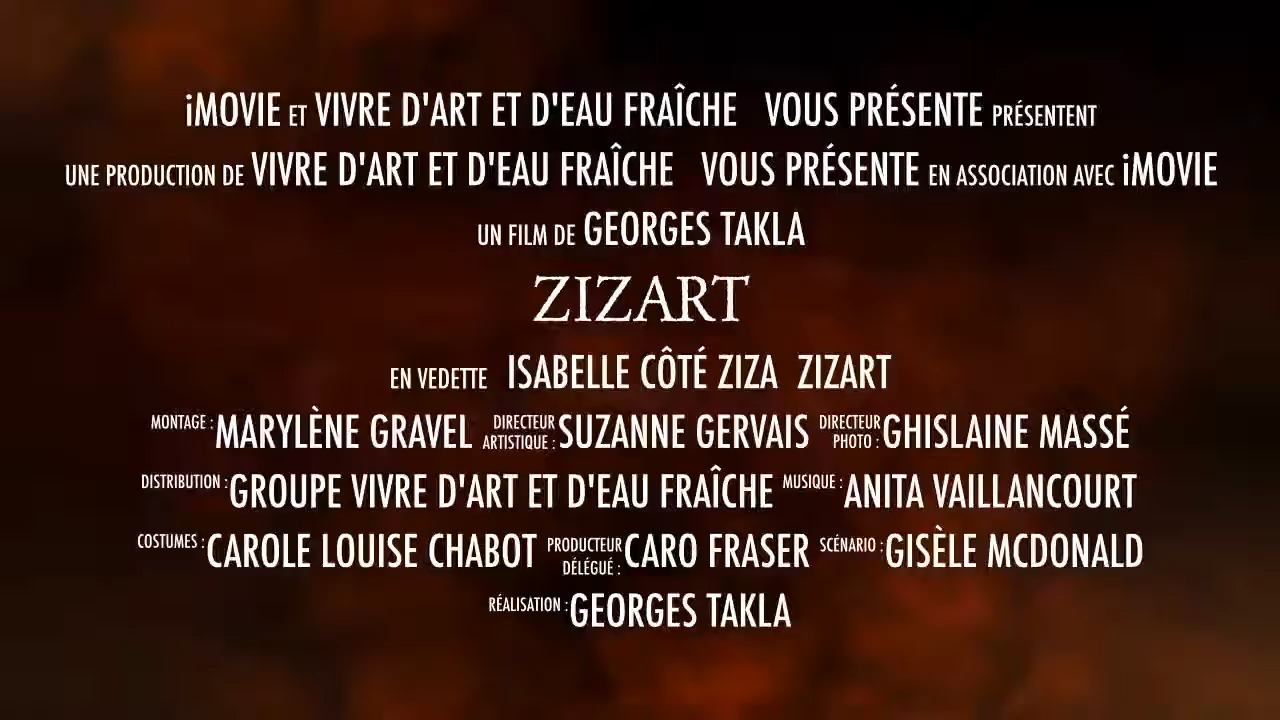 iMOVIE ET VIVRE D'ART ET D'EAU FRAÎCHE VOUS PRÉSENTE PRÉSENTENT
UNE PRODUCTION DE VIVRE D'ART ET D'EAU FRAÎCHE VOUS PRÉSENTE EN ASSOCIATION AVEC iMOVIE
UN FILM DE GEORGES TAKLA
ZIZART
EN VEDETTE ISABELLE CÔTÉ ZIZA ZIZART
MONTAGE : MARYLÈNE GRAVEL DIRECTEUR ARTISTIQUE : SUZANNE GERVAIS DIRECTEUR PHOTO : GHISLAINE MASSÉ
DISTRIBUTION : GROUPE VIVRE D'ART ET D'EAU FRAÎCHE MUSIQUE : ANITA VAILLANCOURT
COSTUMES : CAROLE LOUISE CHABOT PRODUCTEUR DÉLÉGUÉ : CARO FRASER SCÉNARIO : GISÈLE MCDONALD
RÉALISATION : GEORGES TAKLA